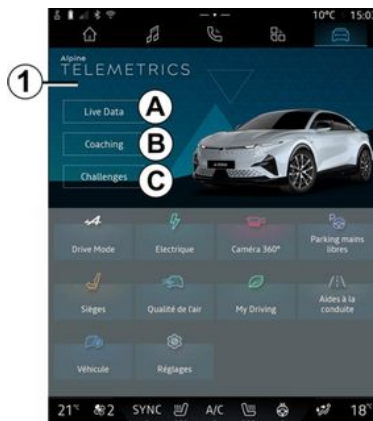 10°C 15:03
Alpine
TELEMETRICS
1
Live Data A
Coaching B
Challenges C
Drive Mode
Electrique
Caméra 360°
Parking mains
libres
Sièges
Qualité de l'air
My Driving
Aides à la
conduite
Véhicule
Réglages
21° 2 SYNC A/C 18°